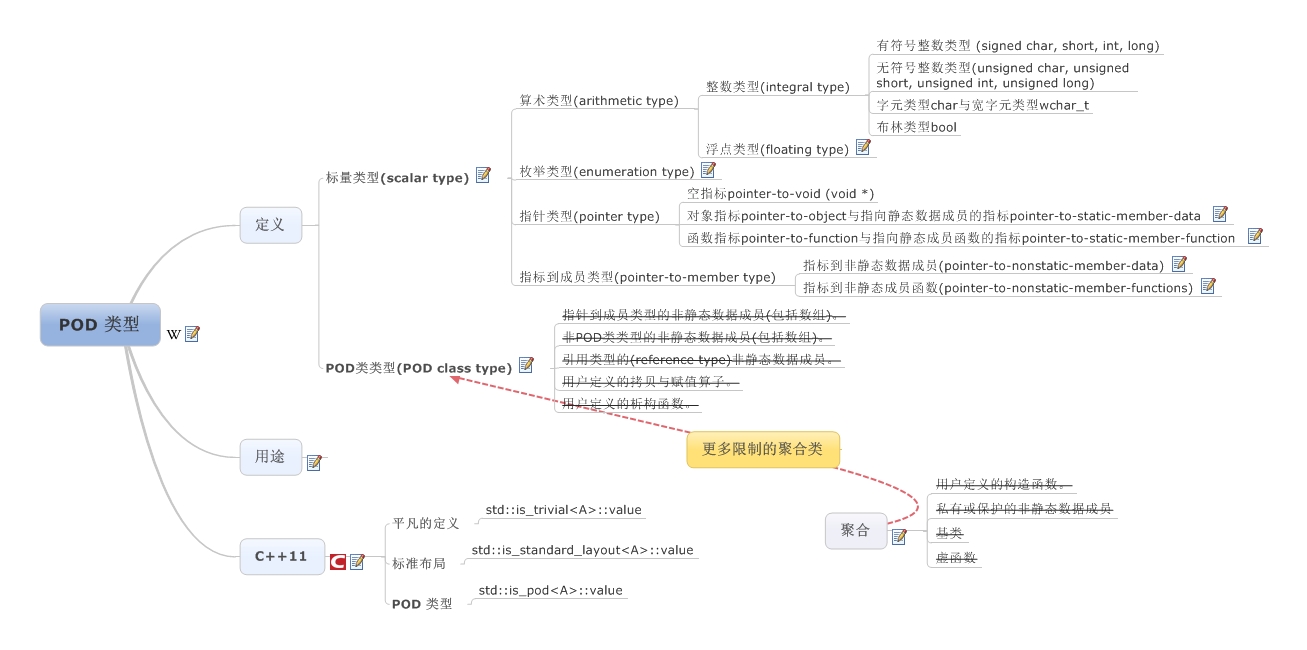 POD 类型
W
定义
标量类型(scalar type)
算术类型(arithmetic type)
整数类型(integral type)
有符号整数类型 (signed char, short, int, long)
无符号整数类型(unsigned char, unsigned
short, unsigned int, unsigned long)
字元类型char与宽字元类型wchar_t
布林类型bool
浮点类型(floating type)
枚举类型(enumeration type)
指针类型(pointer type)
空指标pointer-to-void (void *)
对象指标pointer-to-object与指向静态数据成员的指标pointer-to-static-member-data
函数指标pointer-to-function与指向静态成员函数的指标pointer-to-static-member-function
指标到成员类型(pointer-to-member type)
指标到非静态数据成员(pointer-to-nonstatic-member-data)
指标到非静态成员函数(pointer-to-nonstatic-member-functions)
POD类类型(POD class type)
指针到成员类型的非静态数据成员(包括数组)。
非POD类类型的非静态数据成员(包括数组)。
引用类型的(reference type)非静态数据成员。
用户定义的拷贝与赋值算子。
用户定义的析构函数。
更多限制的聚合类
聚合
用户定义的构造函数。
私有或保护的非静态数据成员
基类
虚函数
用途
C++11
C
平凡的定义
std::is_trivial<A>::value
标准布局
std::is_standard_layout<A>::value
POD 类型
std::is_pod<A>::value